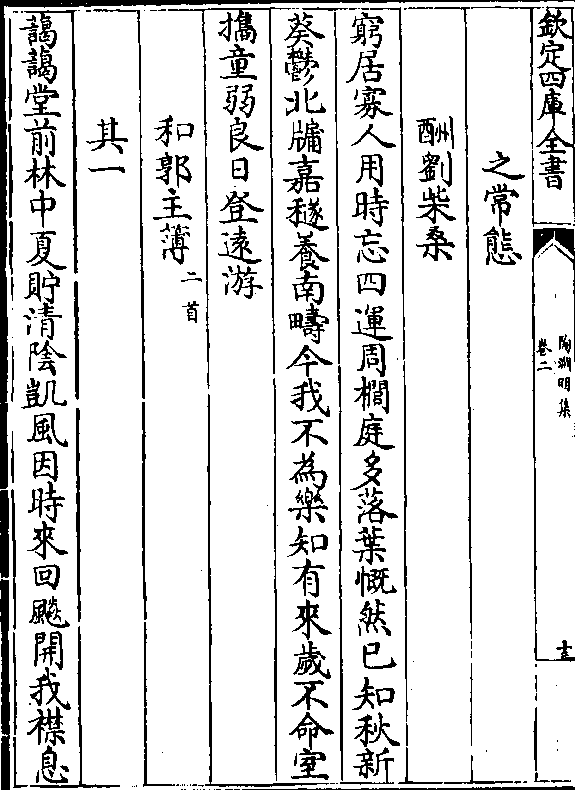 欽定四庫全書
陶淵明集
卷二
十三
之常態
酬劉柴桑
窮居寡人用時忘四運周櫚庭多落葉慨然已知秋新
葵鬱北牖嘉穟養南疇今我不為樂知有來歲不命室
擕童弱良日登遠游
和郭主簿二首
其一
藹藹堂前林中夏貯清陰凱風因時來回飈開我襟息